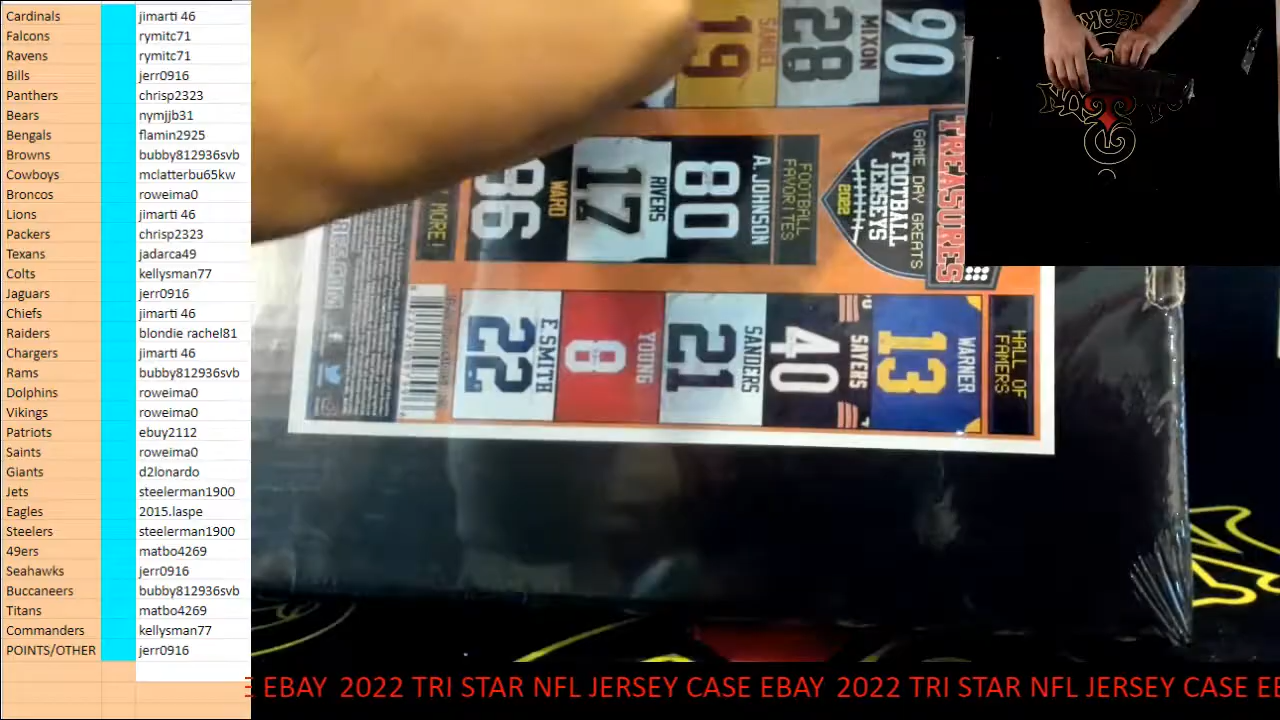 Cardinals jimarti 46
Falcons rymitc71
Ravens rymitc71
Bills jerr0916
Panthers chrisp2323
Bears nymjjb31
Bengals flamin2925
Browns bubby812936svb
Cowboys mclatterbu65kw
Broncos roweima0
Lions jimarti 46
Packers chrisp2323
Texans jadarca49
Colts kellysman77
Jaguars jerr0916
Chiefs jimarti 46
Raiders blondie rachel81
Chargers jimarti 46
Rams bubby812936svb
Dolphins roweima0
Vikings roweima0
Patriots ebuy2112
Saints roweima0
Giants d2lonardo
Jets steelerman1900
Eagles 2015.laspe
Steelers steelerman1900
49ers matbo4269
Seahawks jerr0916
Buccaneers bubby812936svb
Titans matbo4269
Commanders kellysman77
POINTS/OTHER jerr0916
TREASURES
GAME DAY GREATS
FOOTBALL
JERSEYS
2022
90
MIXON
28
SAMUEL
19
FOOTBALL
FAVORITES
A. JOHNSON
80
RIVERS
17
WARD
86
MORE!
HALL OF
FAMERS
WARNER
13
SAYERS
40
SANDERS
21
YOUNG
8
E. SMITH
22
EBAY 2022 TRI STAR NFL JERSEY CASE EBAY 2022 TRI STAR NFL JERSEY CASE